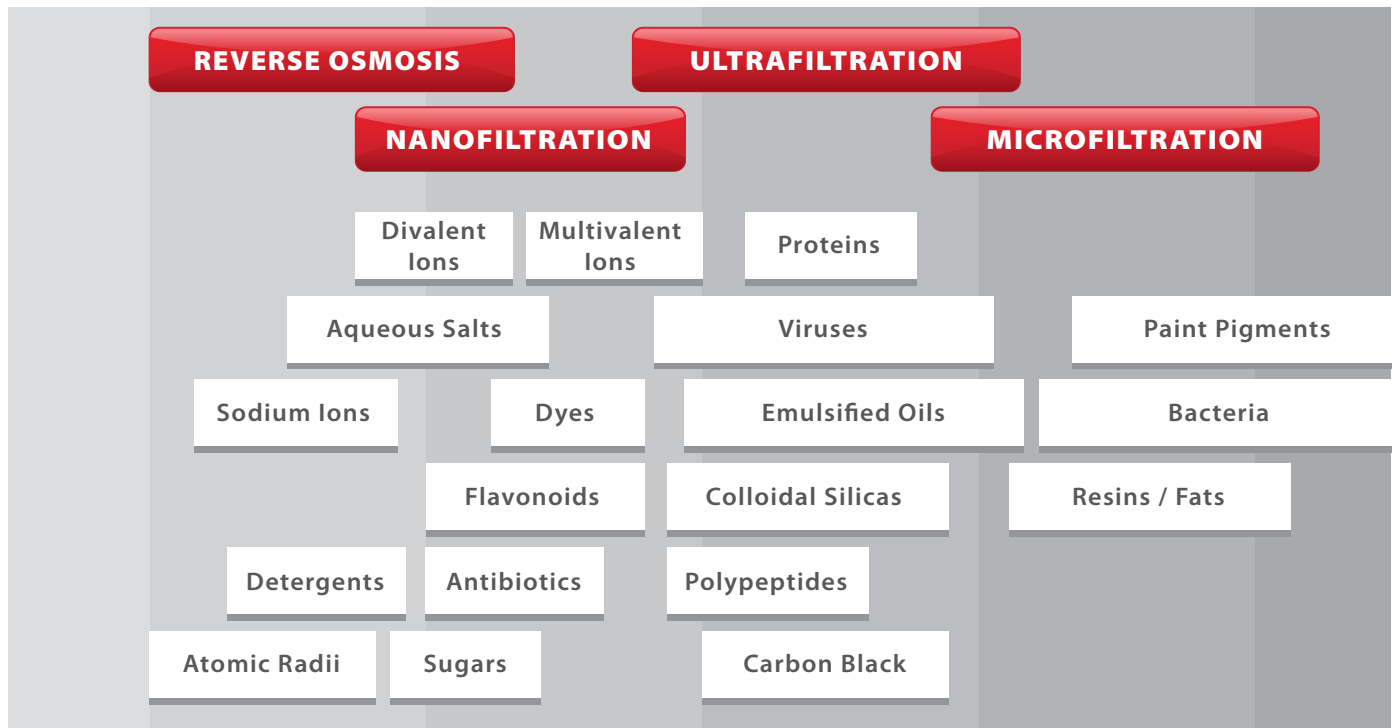 REVERSE OSMOSIS
ULTRAFILTRATION
NANOFILTRATION
MICROFILTRATION
Divalent
Ions
Multivalent
Ions
Proteins
Aqueous Salts
Viruses
Paint Pigments
Sodium Ions
Dyes
Emulsified Oils
Bacteria
Flavonoids
Colloidal Silicas
Resins / Fats
Detergents
Antibiotics
Polypeptides
Atomic Radii
Sugars
Carbon Black